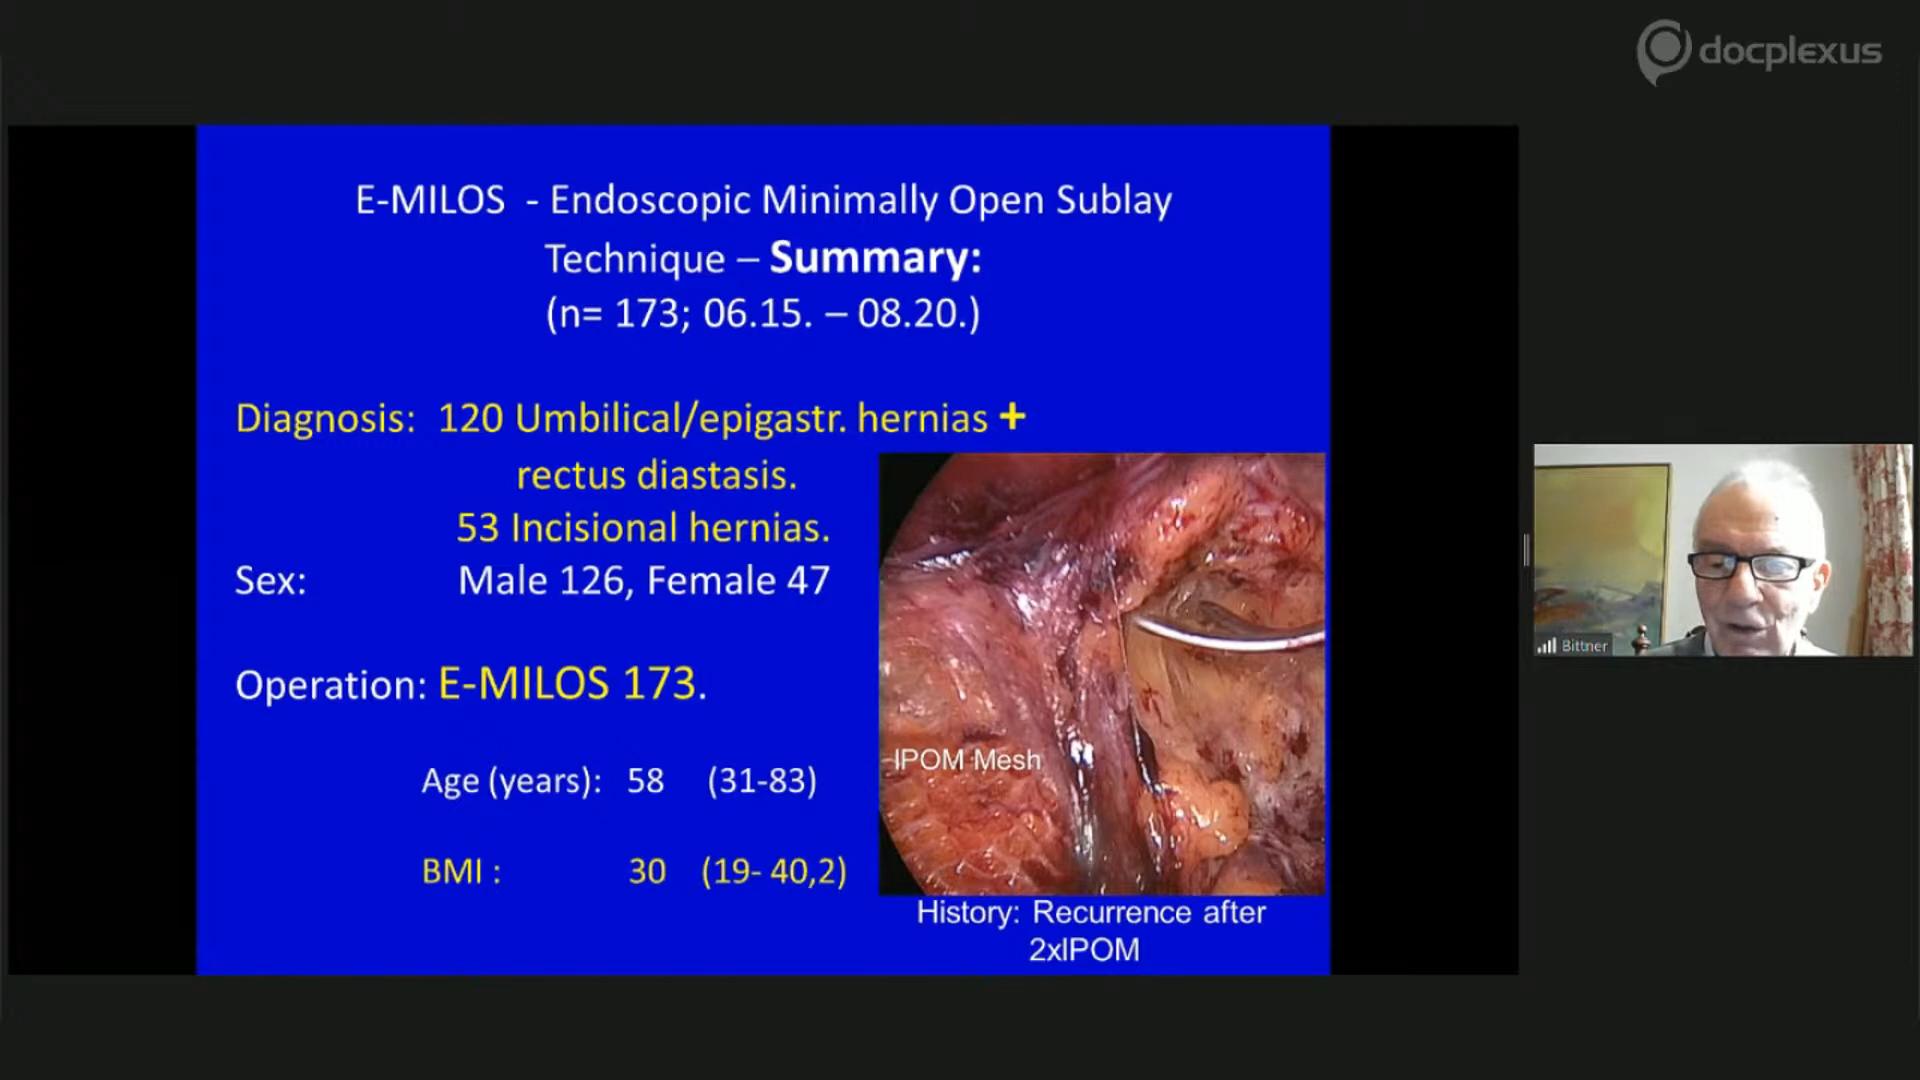 docplexus
E-MILOS - Endoscopic Minimally Open Sublay
Technique – Summary:
(n= 173; 06.15. – 08.20.)
Diagnosis: 120 Umbilical/epigastr. hernias +
rectus diastasis.
53 Incisional hernias.
Sex: Male 126, Female 47
Operation: E-MILOS 173.
Age (years): 58 (31-83)
BMI : 30 (19- 40,2)
IPOM Mesh
History: Recurrence after
2xIPOM
Bittner